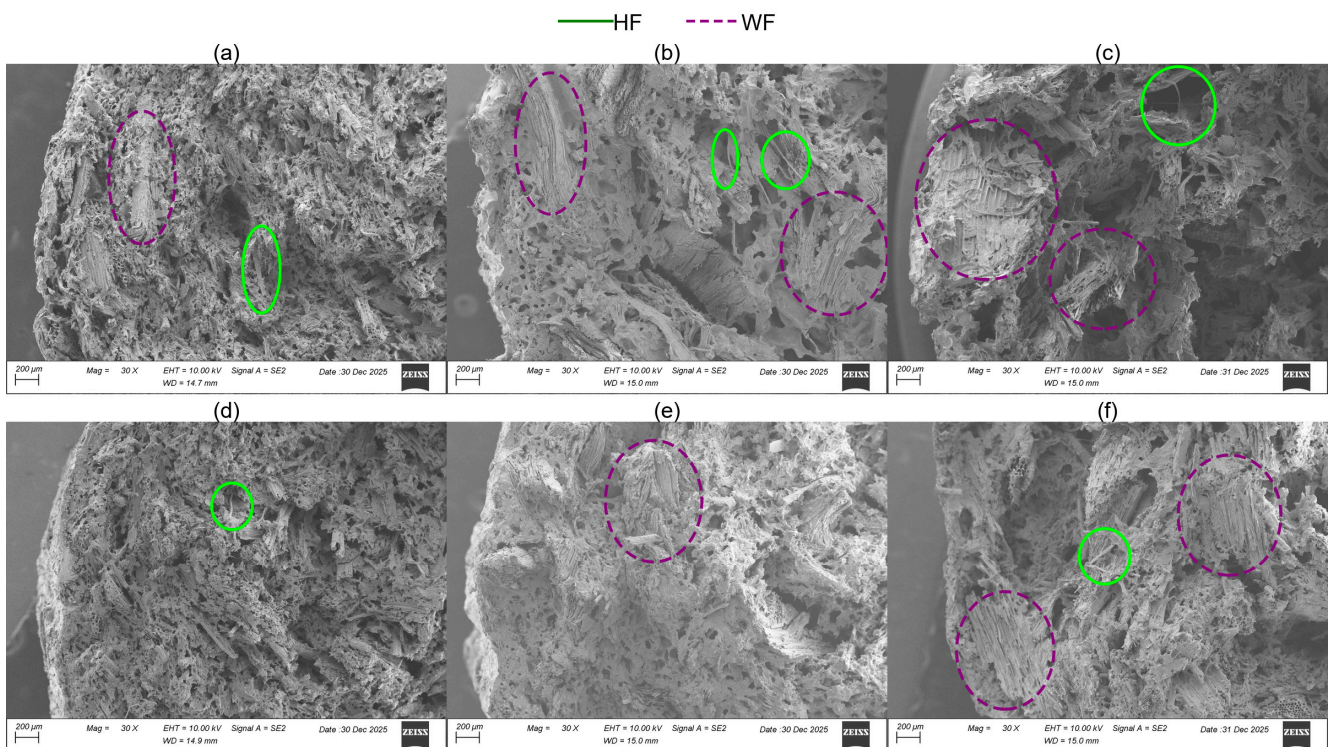 HF WF
(a) (b) (c)
200 µm Mag = 30 X EHT = 10.00 kV Signal A = SE2 Date :30 Dec 2025 ZEISS
WD = 14.7 mm
200 µm Mag = 30 X EHT = 10.00 kV Signal A = SE2 Date :30 Dec 2025 ZEISS
WD = 15.0 mm
200 µm Mag = 30 X EHT = 10.00 kV Signal A = SE2 Date :31 Dec 2025 ZEISS
WD = 15.0 mm
(d) (e) (f)
200 µm Mag = 30 X EHT = 10.00 kV Signal A = SE2 Date :30 Dec 2025 ZEISS
WD = 14.9 mm
200 µm Mag = 30 X EHT = 10.00 kV Signal A = SE2 Date :30 Dec 2025 ZEISS
WD = 15.0 mm
200 µm Mag = 30 X EHT = 10.00 kV Signal A = SE2 Date :31 Dec 2025 ZEISS
WD = 15.0 mm